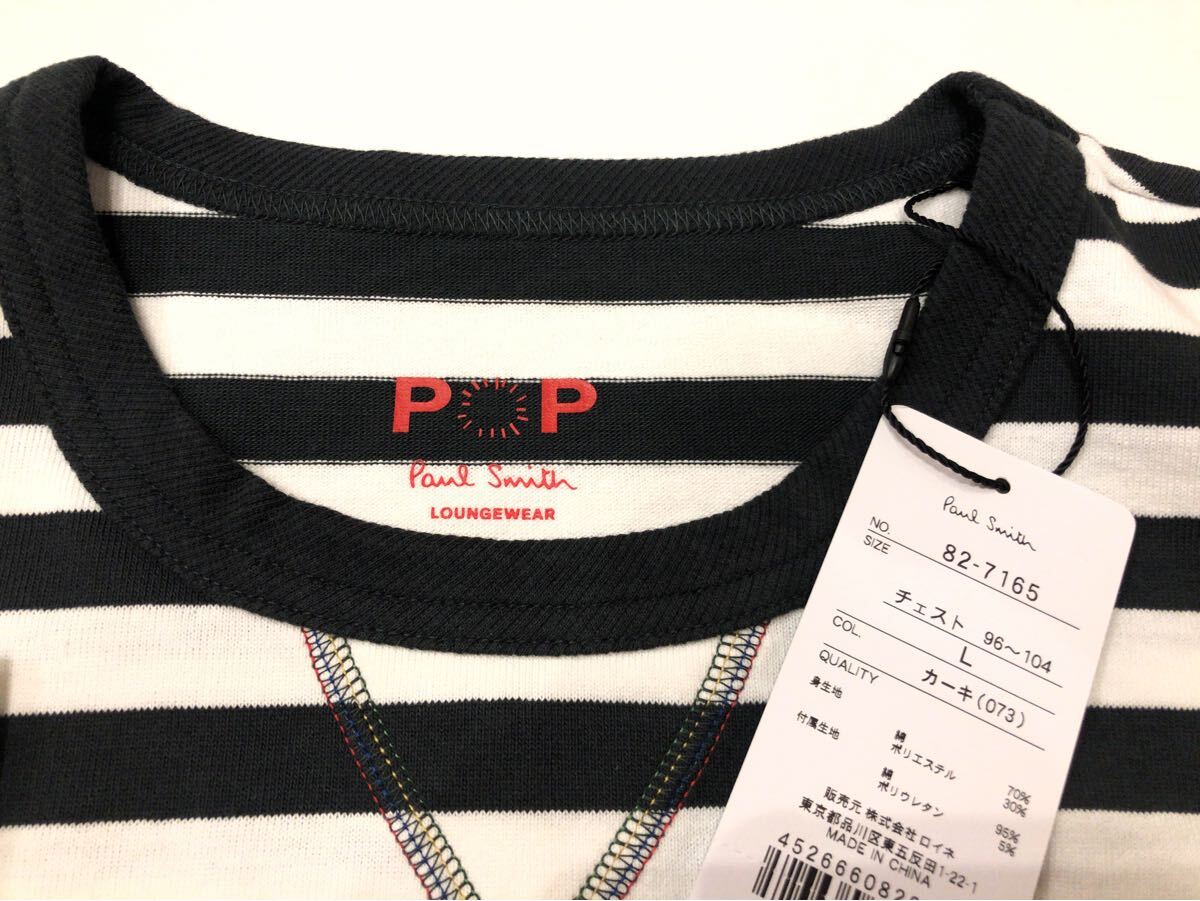 POP
Paul Smith
LOUNGEWEAR
Paul Smith
NO. 82-7165
SIZE
チェスト 96~104
L
COL. カーキ(073)
QUALITY
身生地 綿 70%
ポリエステル 30%
付属生地 綿 95%
ポリウレタン 5%
販売元 株式会社ロイネ
東京都品川区東五反田1-22-1
MADE IN CHINA
452666082